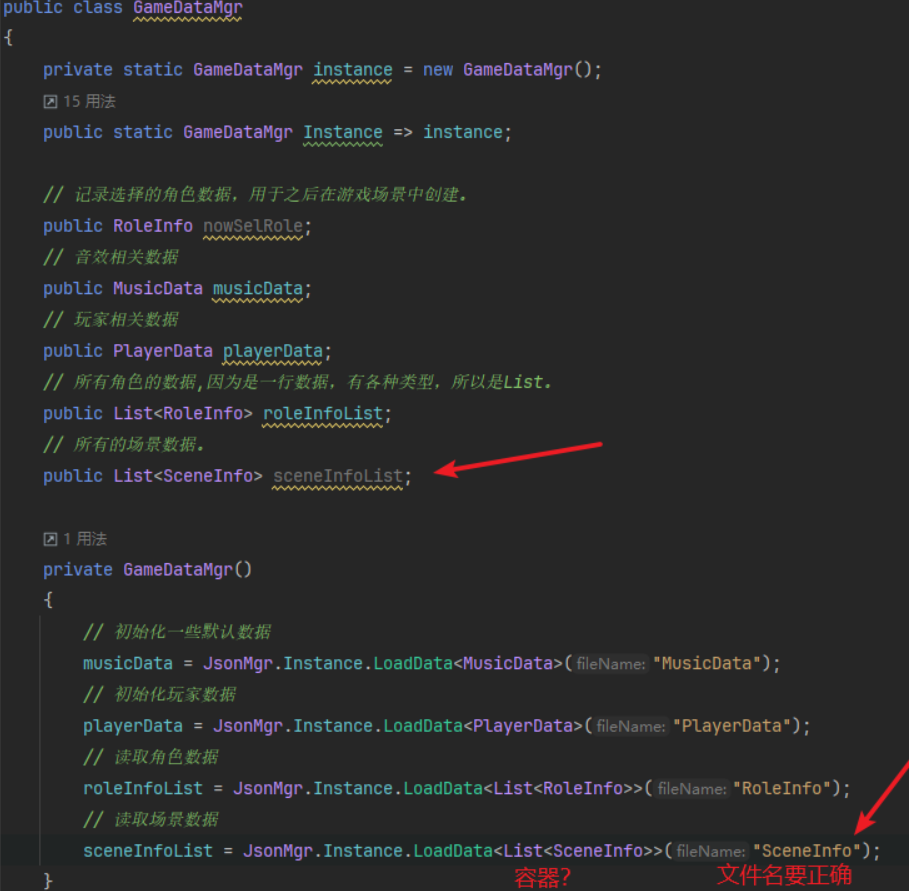 public class GameDataMgr
{
private static GameDataMgr instance = new GameDataMgr();
15 用法
public static GameDataMgr Instance => instance;
// 记录选择的角色数据，用于之后在游戏场景中创建.
public RoleInfo nowSelRole;
// 音效相关数据
public MusicData musicData;
// 玩家相关数据
public PlayerData playerData;
// 所有角色的数据,因为是一行数据，有各种类型，所以是List.
public List<RoleInfo> roleInfoList;
// 所有的场景数据.
public List<SceneInfo> sceneInfoList;
1 用法
private GameDataMgr()
{
// 初始化一些默认数据
musicData = JsonMgr.Instance.LoadData<MusicData>(fileName: "MusicData");
// 初始化玩家数据
playerData = JsonMgr.Instance.LoadData<PlayerData>(fileName: "PlayerData");
// 读取角色数据
roleInfoList = JsonMgr.Instance.LoadData<List<RoleInfo>>(fileName: "RoleInfo");
// 读取场景数据
sceneInfoList = JsonMgr.Instance.LoadData<List<SceneInfo>>(fileName: "SceneInfo");
} 容器？ 文件名要正确